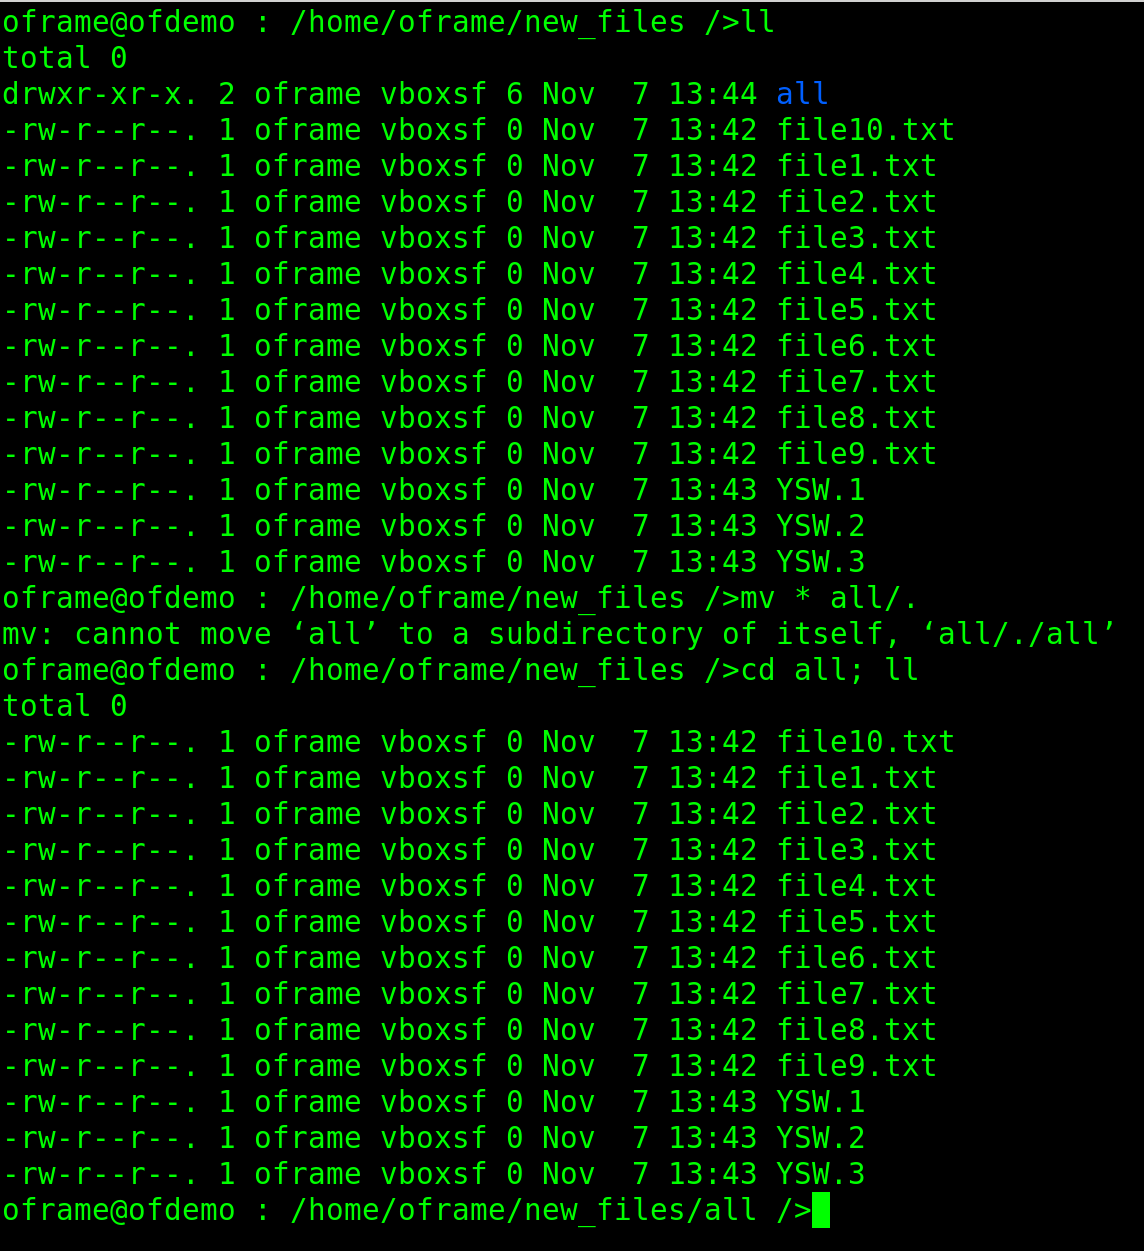 oframe@ofdemo : /home/oframe/new_files />ll
total 0
drwxr-xr-x. 2 oframe vboxsf 6 Nov  7 13:44 all
-rw-r--r--. 1 oframe vboxsf 0 Nov  7 13:42 file10.txt
-rw-r--r--. 1 oframe vboxsf 0 Nov  7 13:42 file1.txt
-rw-r--r--. 1 oframe vboxsf 0 Nov  7 13:42 file2.txt
-rw-r--r--. 1 oframe vboxsf 0 Nov  7 13:42 file3.txt
-rw-r--r--. 1 oframe vboxsf 0 Nov  7 13:42 file4.txt
-rw-r--r--. 1 oframe vboxsf 0 Nov  7 13:42 file5.txt
-rw-r--r--. 1 oframe vboxsf 0 Nov  7 13:42 file6.txt
-rw-r--r--. 1 oframe vboxsf 0 Nov  7 13:42 file7.txt
-rw-r--r--. 1 oframe vboxsf 0 Nov  7 13:42 file8.txt
-rw-r--r--. 1 oframe vboxsf 0 Nov  7 13:42 file9.txt
-rw-r--r--. 1 oframe vboxsf 0 Nov  7 13:43 YSW.1
-rw-r--r--. 1 oframe vboxsf 0 Nov  7 13:43 YSW.2
-rw-r--r--. 1 oframe vboxsf 0 Nov  7 13:43 YSW.3
oframe@ofdemo : /home/oframe/new_files />mv * all/.
mv: cannot move ‘all’ to a subdirectory of itself, ‘all/./all’
oframe@ofdemo : /home/oframe/new_files />cd all; ll
total 0
-rw-r--r--. 1 oframe vboxsf 0 Nov  7 13:42 file10.txt
-rw-r--r--. 1 oframe vboxsf 0 Nov  7 13:42 file1.txt
-rw-r--r--. 1 oframe vboxsf 0 Nov  7 13:42 file2.txt
-rw-r--r--. 1 oframe vboxsf 0 Nov  7 13:42 file3.txt
-rw-r--r--. 1 oframe vboxsf 0 Nov  7 13:42 file4.txt
-rw-r--r--. 1 oframe vboxsf 0 Nov  7 13:42 file5.txt
-rw-r--r--. 1 oframe vboxsf 0 Nov  7 13:42 file6.txt
-rw-r--r--. 1 oframe vboxsf 0 Nov  7 13:42 file7.txt
-rw-r--r--. 1 oframe vboxsf 0 Nov  7 13:42 file8.txt
-rw-r--r--. 1 oframe vboxsf 0 Nov  7 13:42 file9.txt
-rw-r--r--. 1 oframe vboxsf 0 Nov  7 13:43 YSW.1
-rw-r--r--. 1 oframe vboxsf 0 Nov  7 13:43 YSW.2
-rw-r--r--. 1 oframe vboxsf 0 Nov  7 13:43 YSW.3
oframe@ofdemo : /home/oframe/new_files/all />